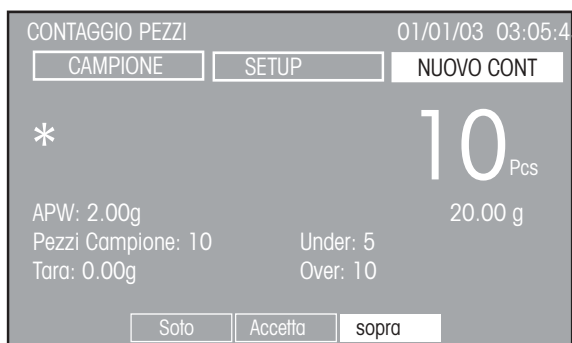 CONTAGGIO PEZZI 01/01/03 03:05:4
CAMPIONE SETUP NUOVO CONT
* 10 Pcs
APW: 2.00g 20.00 g
Pezzi Campione: 10 Under: 5
Tara: 0.00g Over: 10
Soto Accetta sopra